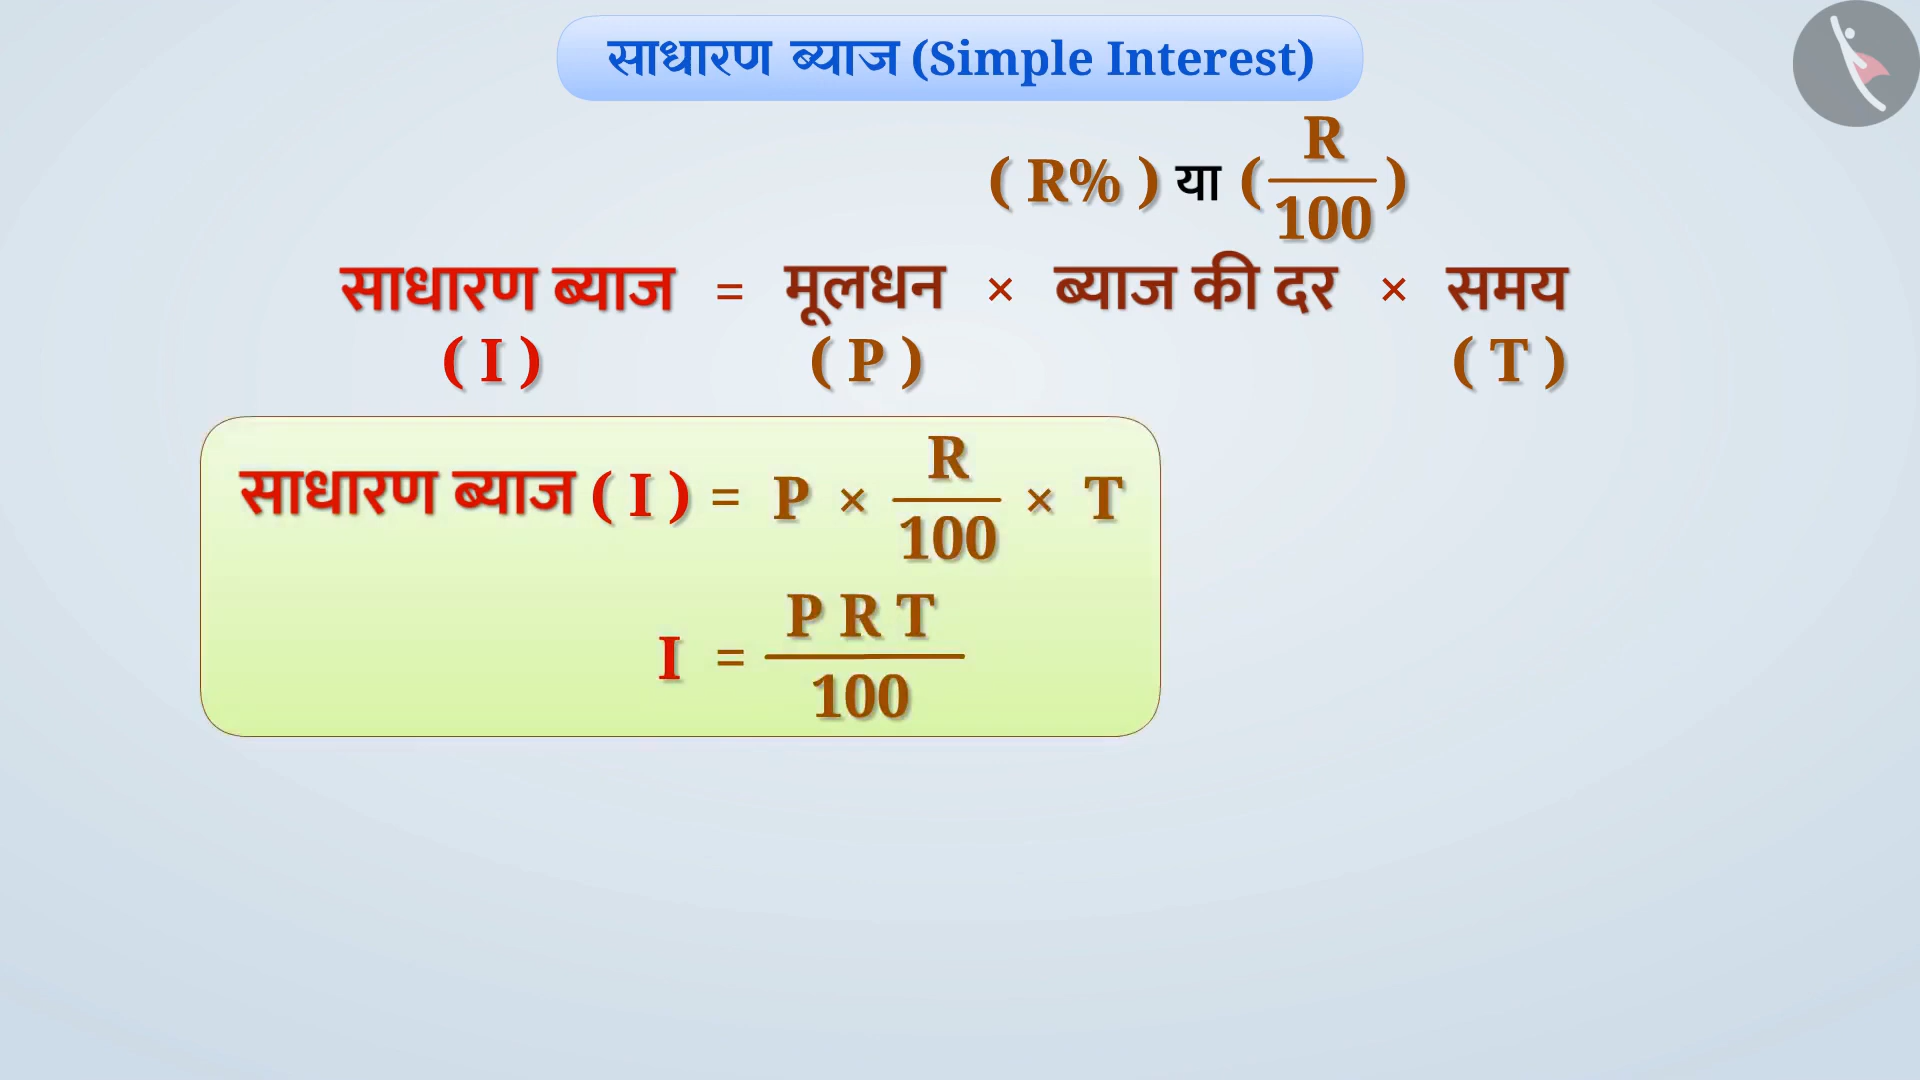 साधारण ब्याज (Simple Interest)
( R% ) या ( R / 100 )
साधारण ब्याज = मूलधन × ब्याज की दर × समय
( I ) ( P ) ( T )
साधारण ब्याज ( I ) = P × R / 100 × T
I = P R T / 100